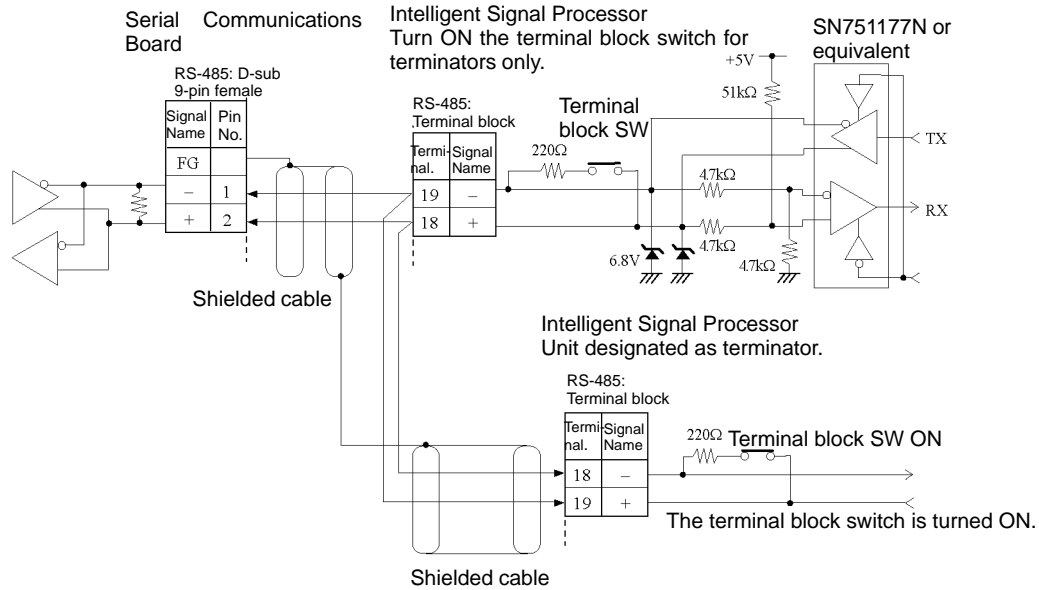 Serial Communications
Board
Intelligent Signal Processor
Turn ON the terminal block switch for
terminators only.
SN751177N or
equivalent
RS-485: D-sub
9-pin female
Signal Name
Pin No.
FG
– 1
+ 2
Shielded cable
RS-485:
Terminal block
Termi-nal.
Signal Name
19 –
18 +
Terminal
block SW
220Ω
+5V
51kΩ
4.7kΩ
4.7kΩ
4.7kΩ
6.8V
TX
RX
Intelligent Signal Processor
Unit designated as terminator.
RS-485:
Terminal block
Termi-nal.
Signal Name
18 –
19 +
220Ω
Terminal block SW ON
The terminal block switch is turned ON.
Shielded cable